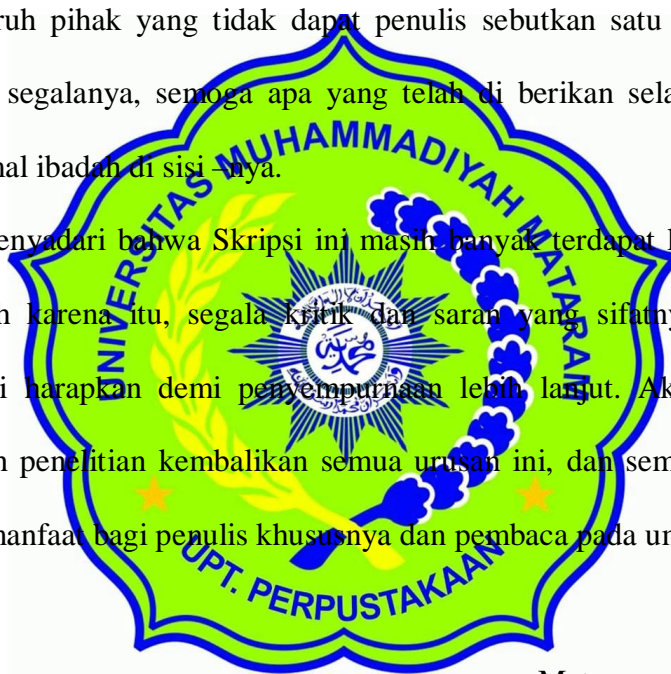 ruh pihak yang tidak dapat penulis sebutkan satu
segalanya, semoga apa yang telah di berikan sela
nal ibadah di sisi –nya.
enyadari bahwa Skripsi ini masih banyak terdapat
n karena itu, segala kritik dan saran yang sifatny
i harapkan demi penyempurnaan lebih lanjut. Ak
n penelitian kembalikan semua urusan ini, dan sem
nanfaat bagi penulis khususnya dan pembaca pada un
UNIVERSITAS MUHAMMADIYAH MATARAM
محمدية
UPT. PERPUSTAKAAN